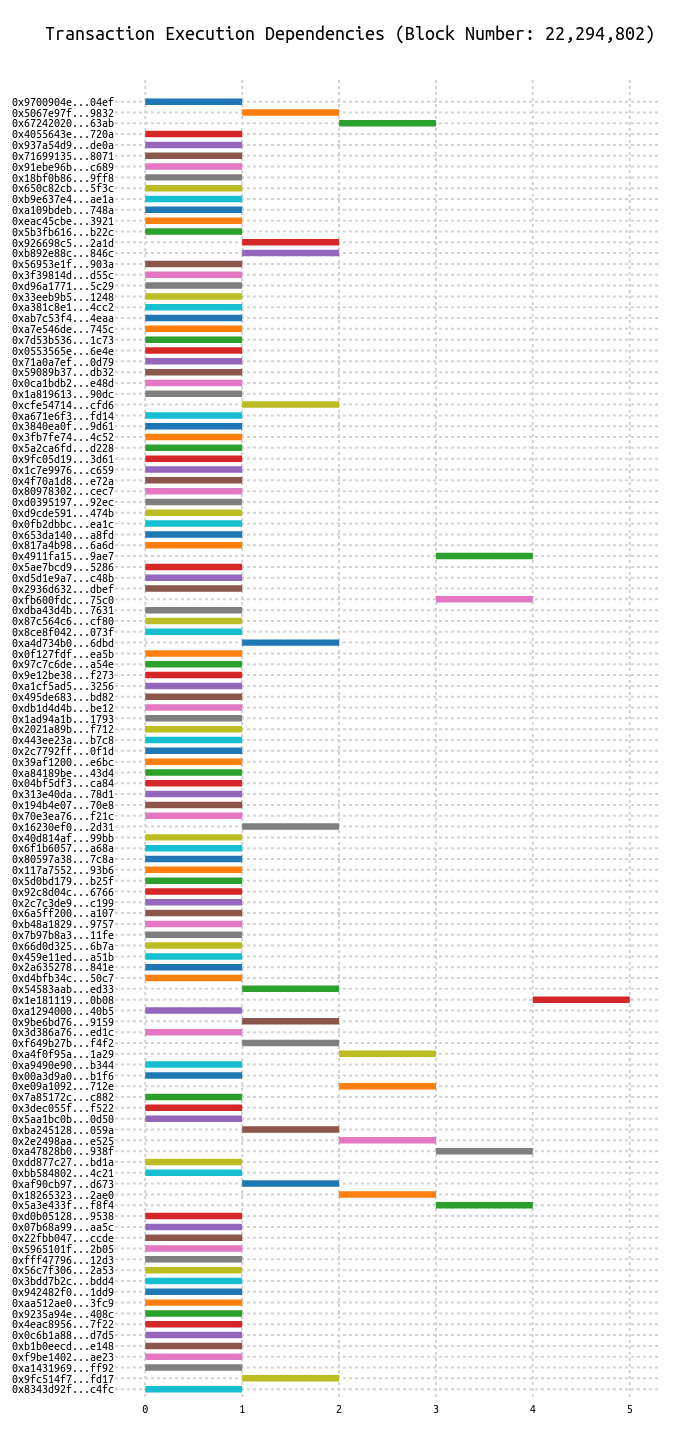 Transaction Execution Dependencies (Block Number: 22,294,802)
0x9700904e...04ef
0x5067e97f...9832
0x67242020...63ab
0x4055643e...720a
0x937a54d9...de0a
0x71699135...8071
0x91ebe96b...c689
0x18bf0b86...9ff8
0x650c82cb...5f3c
0xb9e637e4...ae1a
0xa109bdeb...748a
0xeac45cbe...3921
0x5b3fb616...b22c
0x926698c5...2a1d
0xb892e88c...846c
0x56953e1f...903a
0x3f39814d...d55c
0xd96a1771...5c29
0x33eeb9b5...1248
0xa381c8e1...4cc2
0xab7c53f4...4eaa
0xa7e546de...745c
0x7d53b536...1c73
0x0553565e...6e4e
0x71a0a7ef...0d79
0x59089b37...db32
0x0ca1bdb2...e48d
0x1a819613...90dc
0xcfe54714...cfd6
0xa671e6f3...fd14
0x3840ea0f...9d61
0x3fb7fe74...4c52
0x5a2ca6fd...d228
0x9fc05d19...3d61
0x1c7e9976...c659
0x4f70a1d8...e72a
0x80978302...cec7
0xd0395197...92ec
0xd9cde591...474b
0x0fb2dbbc...ea1c
0x653da140...a8fd
0x817a4b98...6a6d
0x4911fa15...9ae7
0x5ae7bcd9...5286
0xd5d1e9a7...c48b
0x2936d632...dbef
0xfb600fdc...75c0
0xdba43d4b...7631
0x87c564c6...cf80
0x8ce8f042...073f
0xa4d734b0...6dbd
0x0f127fdf...ea5b
0x97c7c6de...a54e
0x9e12be38...f273
0xa1cf5ad5...3256
0x495de683...bd82
0xdb1d4d4b...be12
0x1ad94a1b...1793
0x2021a89b...f712
0x443ee23a...b7c8
0x2c7792ff...0f1d
0x39af1200...e6bc
0xa84189be...43d4
0x04bf5df3...ca84
0x313e40da...78d1
0x194b4e07...70e8
0x70e3ea76...f21c
0x16230ef0...2d31
0x40d814af...99bb
0x6f1b6057...a68a
0x80597a38...7c8a
0x117a7552...93b6
0x5d0bd179...b25f
0x92c8d04c...6766
0x2c7c3de9...c199
0x6a5ff200...a107
0xb48a1829...9757
0x7b97b8a3...11fe
0x66d0d325...6b7a
0x459e11ed...a51b
0x2a635278...841e
0xd4bfb34c...50c7
0x54583aab...ed33
0x1e181119...0b08
0xa1294000...40b5
0x9be6bd76...9159
0x3d386a76...ed1c
0xf649b27b...f4f2
0xa4f0f95a...1a29
0xa9490e90...b344
0x00a3d9a0...b1f6
0xe09a1092...712e
0x7a85172c...c882
0x3dec055f...f522
0x5aa1bc0b...0d50
0xba245128...059a
0x2e2498aa...e525
0xa47828b0...938f
0xdd877c27...bd1a
0xbb584802...4c21
0xaf90cb97...d673
0x18265323...2ae0
0x5a3e433f...f8f4
0xd0b05128...9538
0x07b68a99...aa5c
0x22fbb047...ccde
0x5965101f...2b05
0xfff47796...12d3
0x56c7f306...2a53
0x3bdd7b2c...bdd4
0x942482f0...1dd9
0xaa512ae0...3fc9
0x9235a94e...408c
0x4eac8956...7f22
0x0c6b1a88...d7d5
0xb1b0eecd...e148
0xf9be1402...ae23
0xa1431969...ff92
0x9fc514f7...fd17
0x8343d92f...c4fc
0 1 2 3 4 5